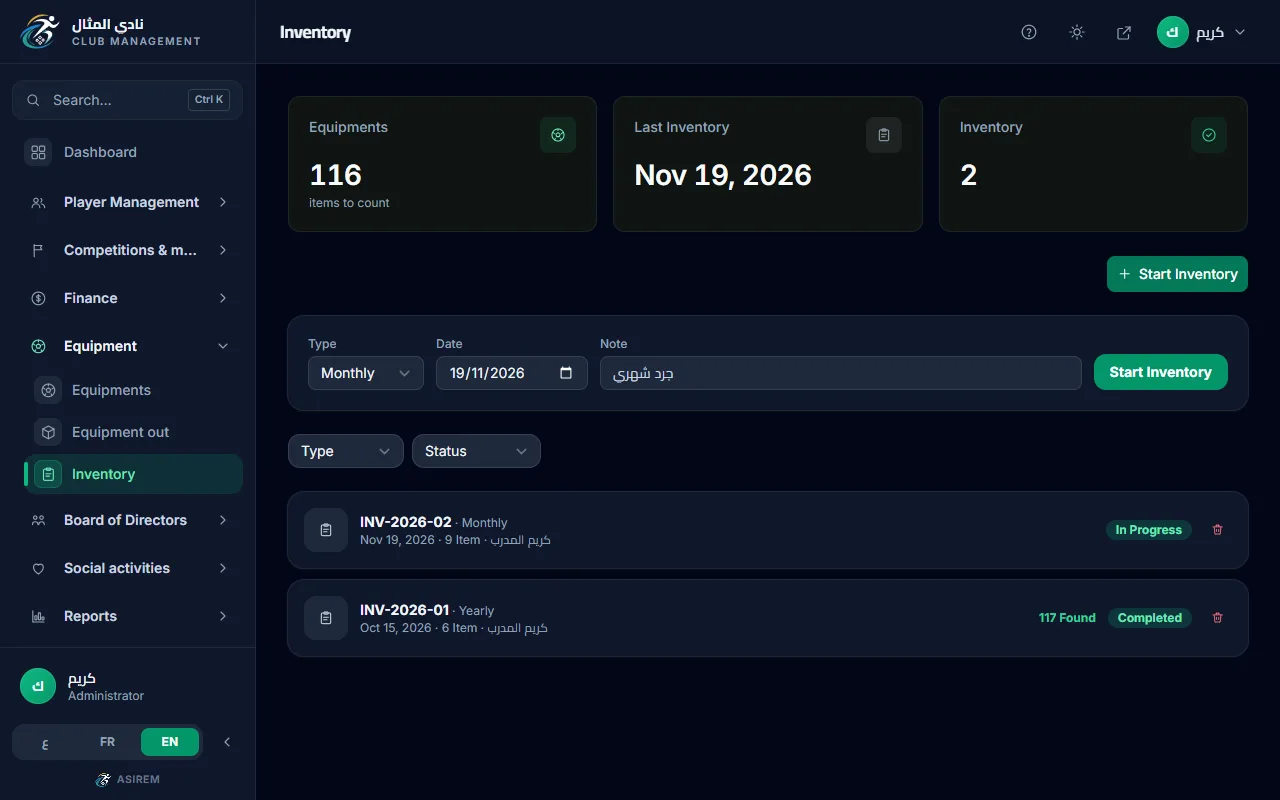 نادي المثال
CLUB MANAGEMENT
Search...
Ctrl K
Dashboard
Player Management
Competitions & m...
Finance
Equipment
Equipments
Equipment out
Inventory
Board of Directors
Social activities
Reports
ك
كريم
Administrator
ع
FR
EN
ASIREM
Inventory
ك
كريم
Equipments
116
items to count
Last Inventory
Nov 19, 2026
Inventory
2
Start Inventory
Type
Monthly
Date
19/11/2026
Note
جرد شهري
Start Inventory
Type
Status
INV-2026-02 · Monthly
Nov 19, 2026 · 9 Item · كريم المدرب
In Progress
INV-2026-01 · Yearly
Oct 15, 2026 · 6 Item · كريم المدرب
117 Found
Completed